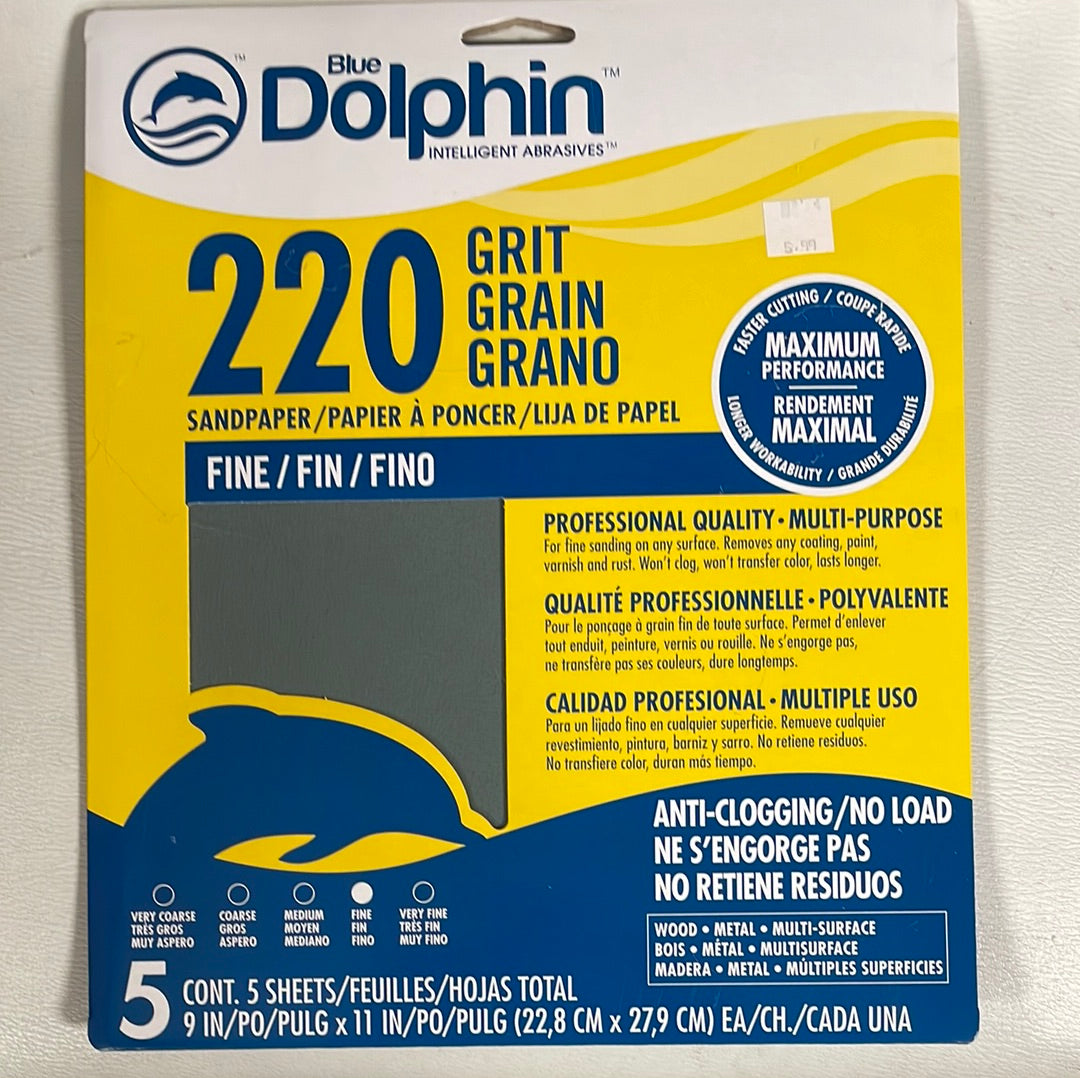 Blue
Dolphin™
INTELLIGENT ABRASIVES™
™
220
GRIT
GRAIN
GRANO
5.99
SANDPAPER/PAPIER À PONCER/LIJA DE PAPEL
FINE / FIN / FINO
FASTER CUTTING / COUPE RAPIDE
MAXIMUM
PERFORMANCE
RENDEMENT
MAXIMAL
LONGER WORKABILITY / GRANDE DURABILITÉ
PROFESSIONAL QUALITY • MULTI-PURPOSE
For fine sanding on any surface. Removes any coating, paint,
varnish and rust. Won't clog, won't transfer color, lasts longer.
QUALITÉ PROFESSIONNELLE • POLYVALENTE
Pour le ponçage à grain fin de toute surface. Permet d'enlever
tout enduit, peinture, vernis ou rouille. Ne s'engorge pas,
ne transfère pas ses couleurs, dure longtemps.
CALIDAD PROFESIONAL • MULTIPLE USO
Para un lijado fino en cualquier superficie. Remueve cualquier
revestimiento, pintura, barniz y sarro. No retiene residuos.
No transfiere color, duran más tiempo.
ANTI-CLOGGING/NO LOAD
NE S'ENGORGE PAS
NO RETIENE RESIDUOS
WOOD • METAL • MULTI-SURFACE
BOIS • MÉTAL • MULTISURFACE
MADERA • METAL • MÚLTIPLES SUPERFICIES
VERY COARSE
TRÈS GROS
MUY ASPERO
COARSE
GROS
ASPERO
MEDIUM
MOYEN
MEDIANO
FINE
FIN
FINO
VERY FINE
TRÈS FIN
MUY FINO
5 CONT. 5 SHEETS/FEUILLES/HOJAS TOTAL
9 IN/PO/PULG x 11 IN/PO/PULG (22,8 CM x 27,9 CM) EA/CH./CADA UNA